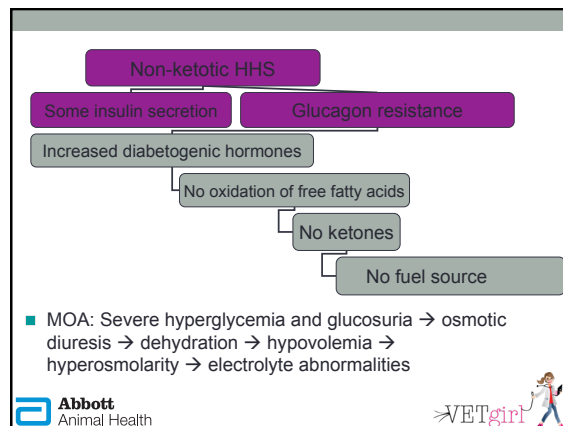 Non-ketotic HHS
Some insulin secretion
Glucagon resistance
Increased diabetogenic hormones
No oxidation of free fatty acids
No ketones
No fuel source
MOA: Severe hyperglycemia and glucosuria → osmotic
diuresis → dehydration → hypovolemia →
hyperosmolarity → electrolyte abnormalities
Abbott
Animal Health
VETgirl